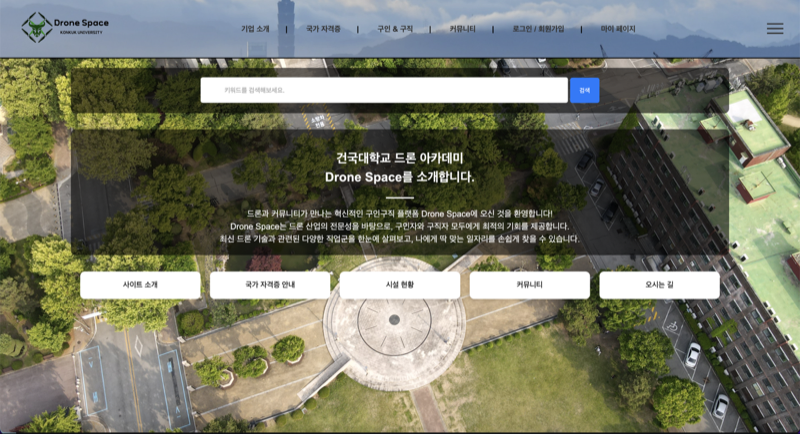 Drone Space
KONKUK UNIVERSITY
기업 소개 | 국가 자격증 | 구인 & 구직 | 커뮤니티 | 로그인 / 회원가입 | 마이 페이지
키워드를 검색해보세요. 검색
소방차
전용
건국대학교 드론 아카데미
Drone Space를 소개합니다.
드론과 커뮤니티가 만나는 혁신적인 구인구직 플랫폼 Drone Space에 오신 것을 환영합니다!
Drone Space는 드론 산업의 전문성을 바탕으로, 구인자와 구직자 모두에게 최적의 기회를 제공합니다.
최신 드론 기술과 관련된 다양한 직업군을 한눈에 살펴보고, 나에게 딱 맞는 일자리를 손쉽게 찾을 수 있습니다.
사이트 소개 국가 자격증 안내 시설 현황 커뮤니티 오시는 길